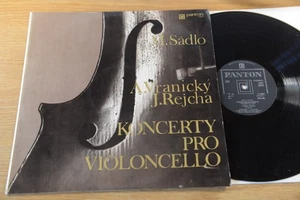 panton
M. Sádlo
A. Vranický
J. Rejcha
KONCERTY
PRO
VIOLONCELLO
PANTON